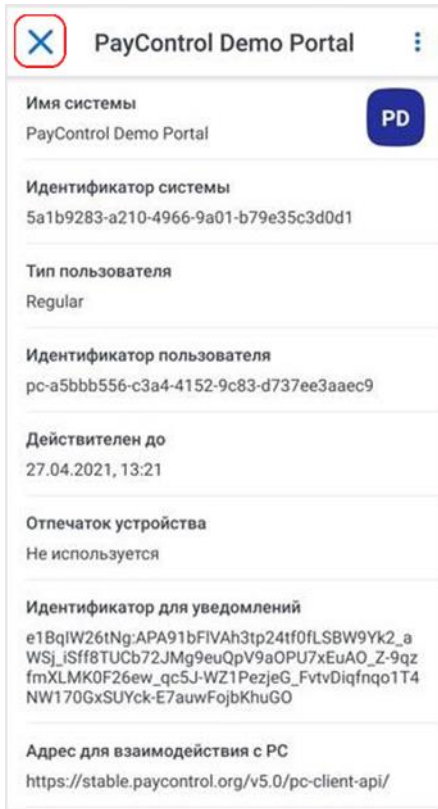 PayControl Demo Portal
Имя системы
PayControl Demo Portal
PD
Идентификатор системы
5a1b9283-a210-4966-9a01-b79e35c3d0d1
Тип пользователя
Regular
Идентификатор пользователя
pc-a5bbb556-c3a4-4152-9c83-d737ee3aaec9
Действителен до
27.04.2021, 13:21
Отпечаток устройства
Не используется
Идентификатор для уведомлений
e1BqIW26tNg:APA91bFlVAh3tp24tf0fLSBW9Yk2_a
WSj_iSff8TUCb72JMg9euQpV9aOPU7xEuAO_Z-9qz
fmXLMK0F26ew_qc5J-WZ1PezjeG_FvtvDiqfnqo1T4
NW170GxSUYck-E7auwFojbKhuGO
Адрес для взаимодействия с PC
https://stable.paycontrol.org/v5.0/pc-client-api/